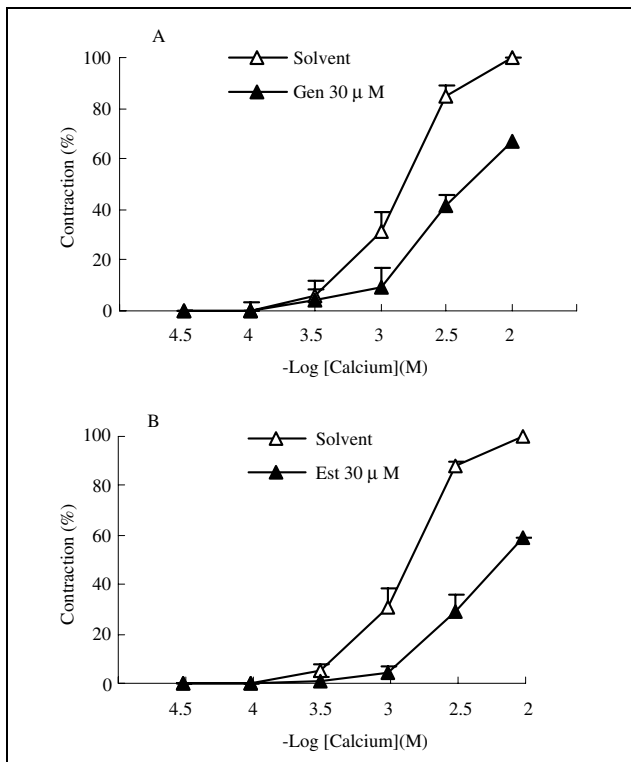 A
Solvent
Gen 30 μ M
100
80
60
40
20
0
Contraction (%)
4.5 4 3.5 3 2.5 2
-Log [Calcium](M)
B
Solvent
Est 30 μ M
100
80
60
40
20
0
Contraction (%)
4.5 4 3.5 3 2.5 2
-Log [Calcium](M)